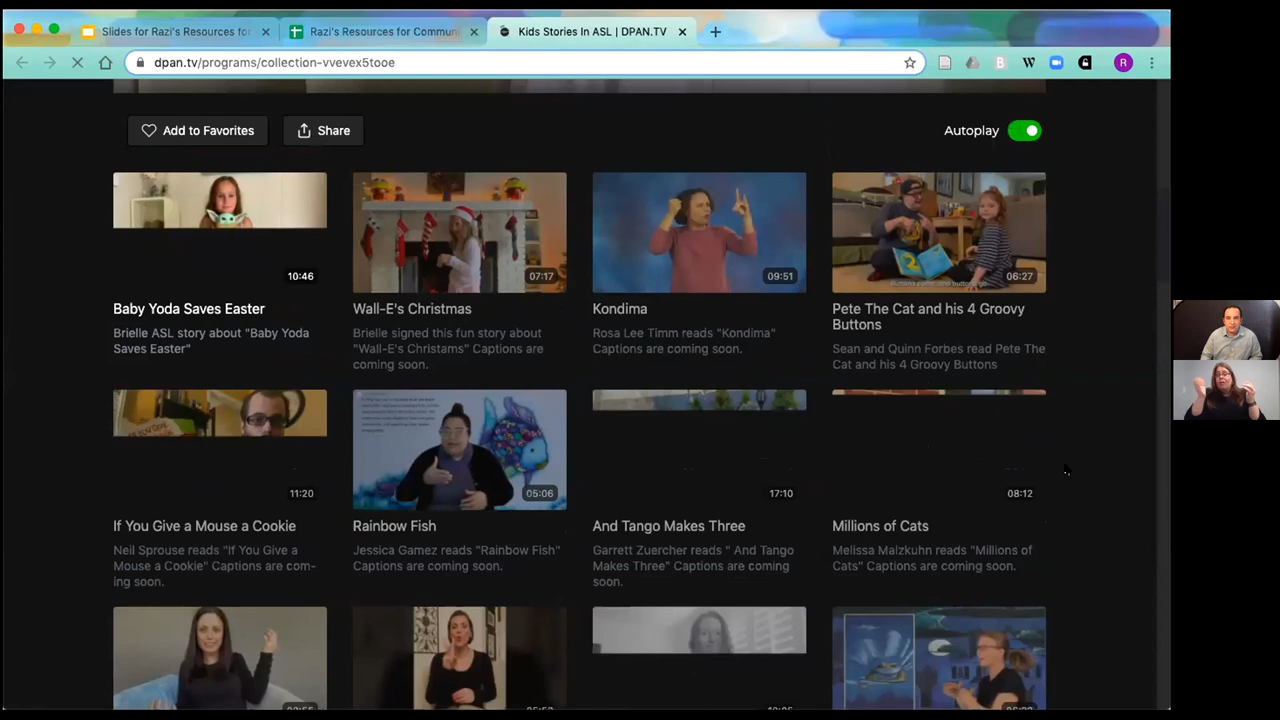 Slides for Razi's Resources for
Razi's Resources for Commun
Kids Stories In ASL | DPAN.TV
dpan.tv/programs/collection-vvevex5tooe
W
R
Add to Favorites
Share
Autoplay
10:46
07:17
09:51
06:27
Baby Yoda Saves Easter
Brielle ASL story about "Baby Yoda
Saves Easter"
Wall-E's Christmas
Brielle signed this fun story about
"Wall-E's Christams" Captions are
coming soon.
Kondima
Rosa Lee Timm reads "Kondima"
Captions are coming soon.
Pete The Cat and his 4 Groovy
Buttons
Sean and Quinn Forbes read Pete The
Cat and his 4 Groovy Buttons
11:20
05:06
17:10
08:12
If You Give a Mouse a Cookie
Neil Sprouse reads "If You Give a
Mouse a Cookie" Captions are com-
ing soon.
Rainbow Fish
Jessica Gamez reads "Rainbow Fish"
Captions are coming soon.
And Tango Makes Three
Garrett Zuercher reads " And Tango
Makes Three" Captions are coming
soon.
Millions of Cats
Melissa Malzkuhn reads "Millions of
Cats" Captions are coming soon.